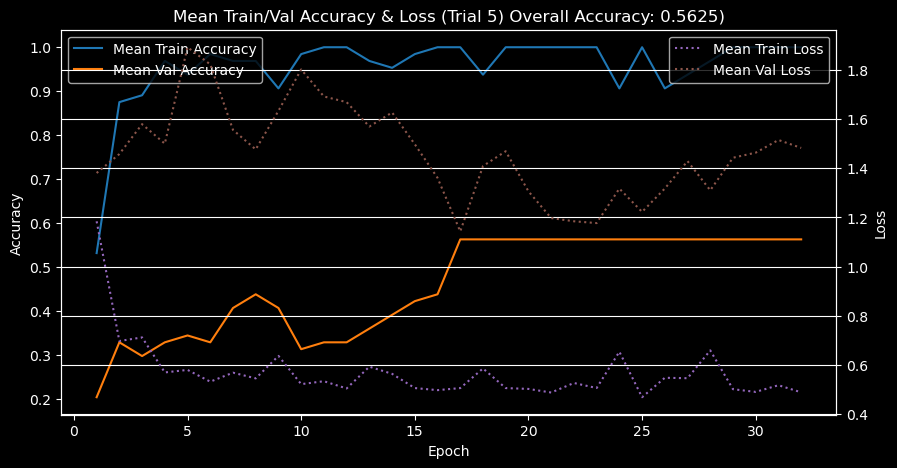 Mean Train/Val Accuracy & Loss (Trial 5) Overall Accuracy: 0.5625)
Mean Train Accuracy
Mean Val Accuracy
Mean Train Loss
Mean Val Loss
1.0
0.9
0.8
0.7
0.6
0.5
0.4
0.3
0.2
Accuracy
1.8
1.6
1.4
1.2
1.0
0.8
0.6
0.4
Loss
0 5 10 15 20 25 30
Epoch